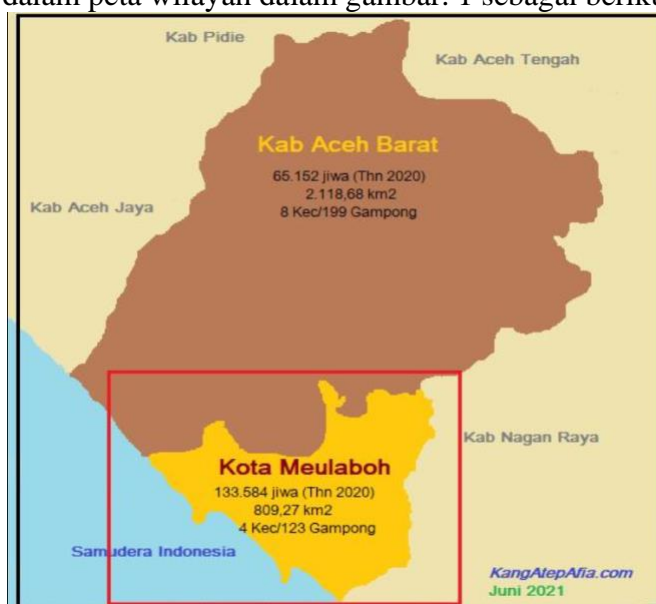 dalam peta wilayah dalam gambar. 1 sebagai
Kab Pidie
Kab Aceh Tengah
Kab Aceh Barat
65.152 jiwa (Thn 2020)
2.118,68 km2
8 Kec/199 Gampong
Kab Aceh Jaya
Kab Nagan Raya
Kota Meulaboh
133.584 jiwa (Thn 2020)
809,27 km2
4 Kec/123 Gampong
Samudera Indonesia
KangAtepAfia.com
Juni 2021